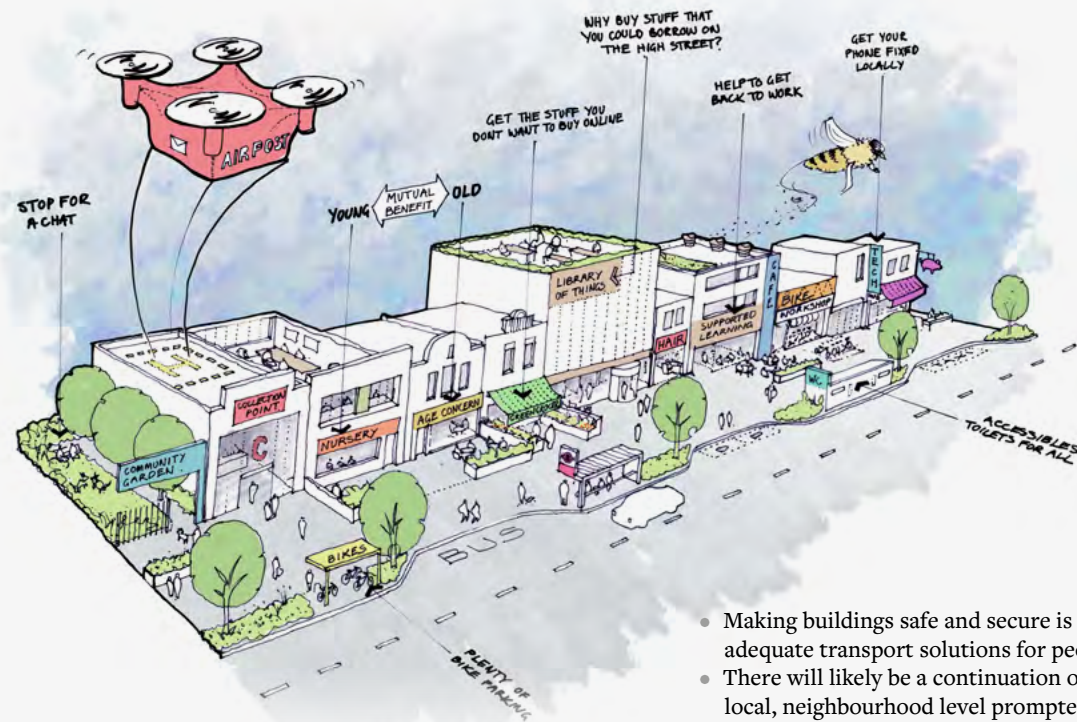 WHY BUY STUFF THAT
YOU COULD BORROW ON
THE HIGH STREET?
GET YOUR
PHONE FIXED
LOCALLY
HELP TO GET
BACK TO WORK
GET THE STUFF YOU
DONT WANT TO BUY ONLINE
AIRPOST
STOP FOR
A CHAT
YOUNG
MUTUAL
BENEFIT
OLD
LIBRARY
OF THINGS
CAFE
TECH
BIKE
WORKSHOP
SUPPORTED
LEARNING
HAIR
COLLECTION
POINT
C
NURSERY
AGE CONCERN
WC
COMMUNITY
GARDEN
BIKES
BUS
H
ACCESSIBLES
TOILETS FOR ALL
PLENTY OF
BIKE PARKING
• Making buildings safe and secure is
adequate transport solutions for
• There will likely be a continuation
local, neighbourhood level